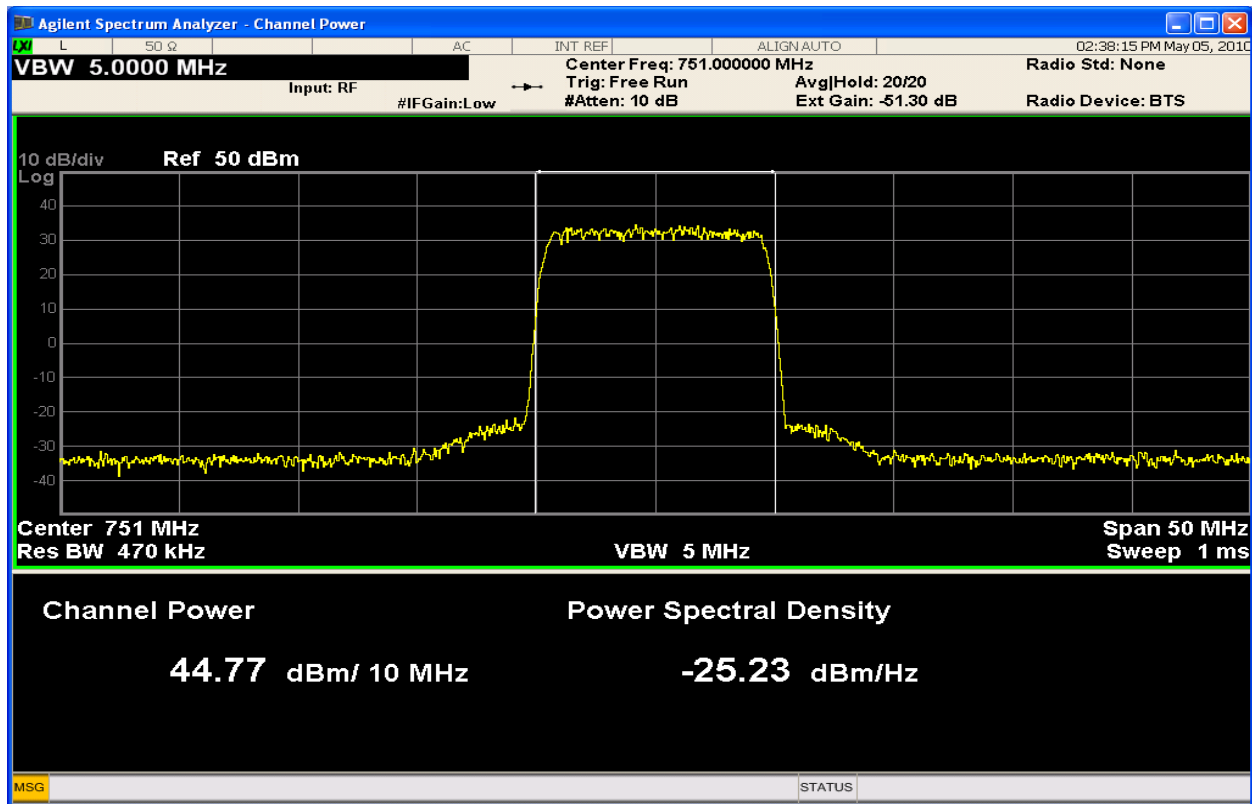 Agilent Spectrum Analyzer - Channel Power
LXI L 50 Ω AC INT REF ALIGN AUTO 02:38:15 PM May 05, 2010
VBW 5.0000 MHz Center Freq: 751.000000 MHz Radio Std: None
Input: RF Trig: Free Run Avg|Hold: 20/20
#IFGain:Low #Atten: 10 dB Ext Gain: -51.30 dB Radio Device: BTS
10 dB/div Ref 50 dBm
Log
40
30
20
10
0
-10
-20
-30
-40
Center 751 MHz Span 50 MHz
Res BW 470 kHz VBW 5 MHz Sweep 1 ms
Channel Power Power Spectral Density
44.77 dBm/ 10 MHz -25.23 dBm/Hz
MSG STATUS